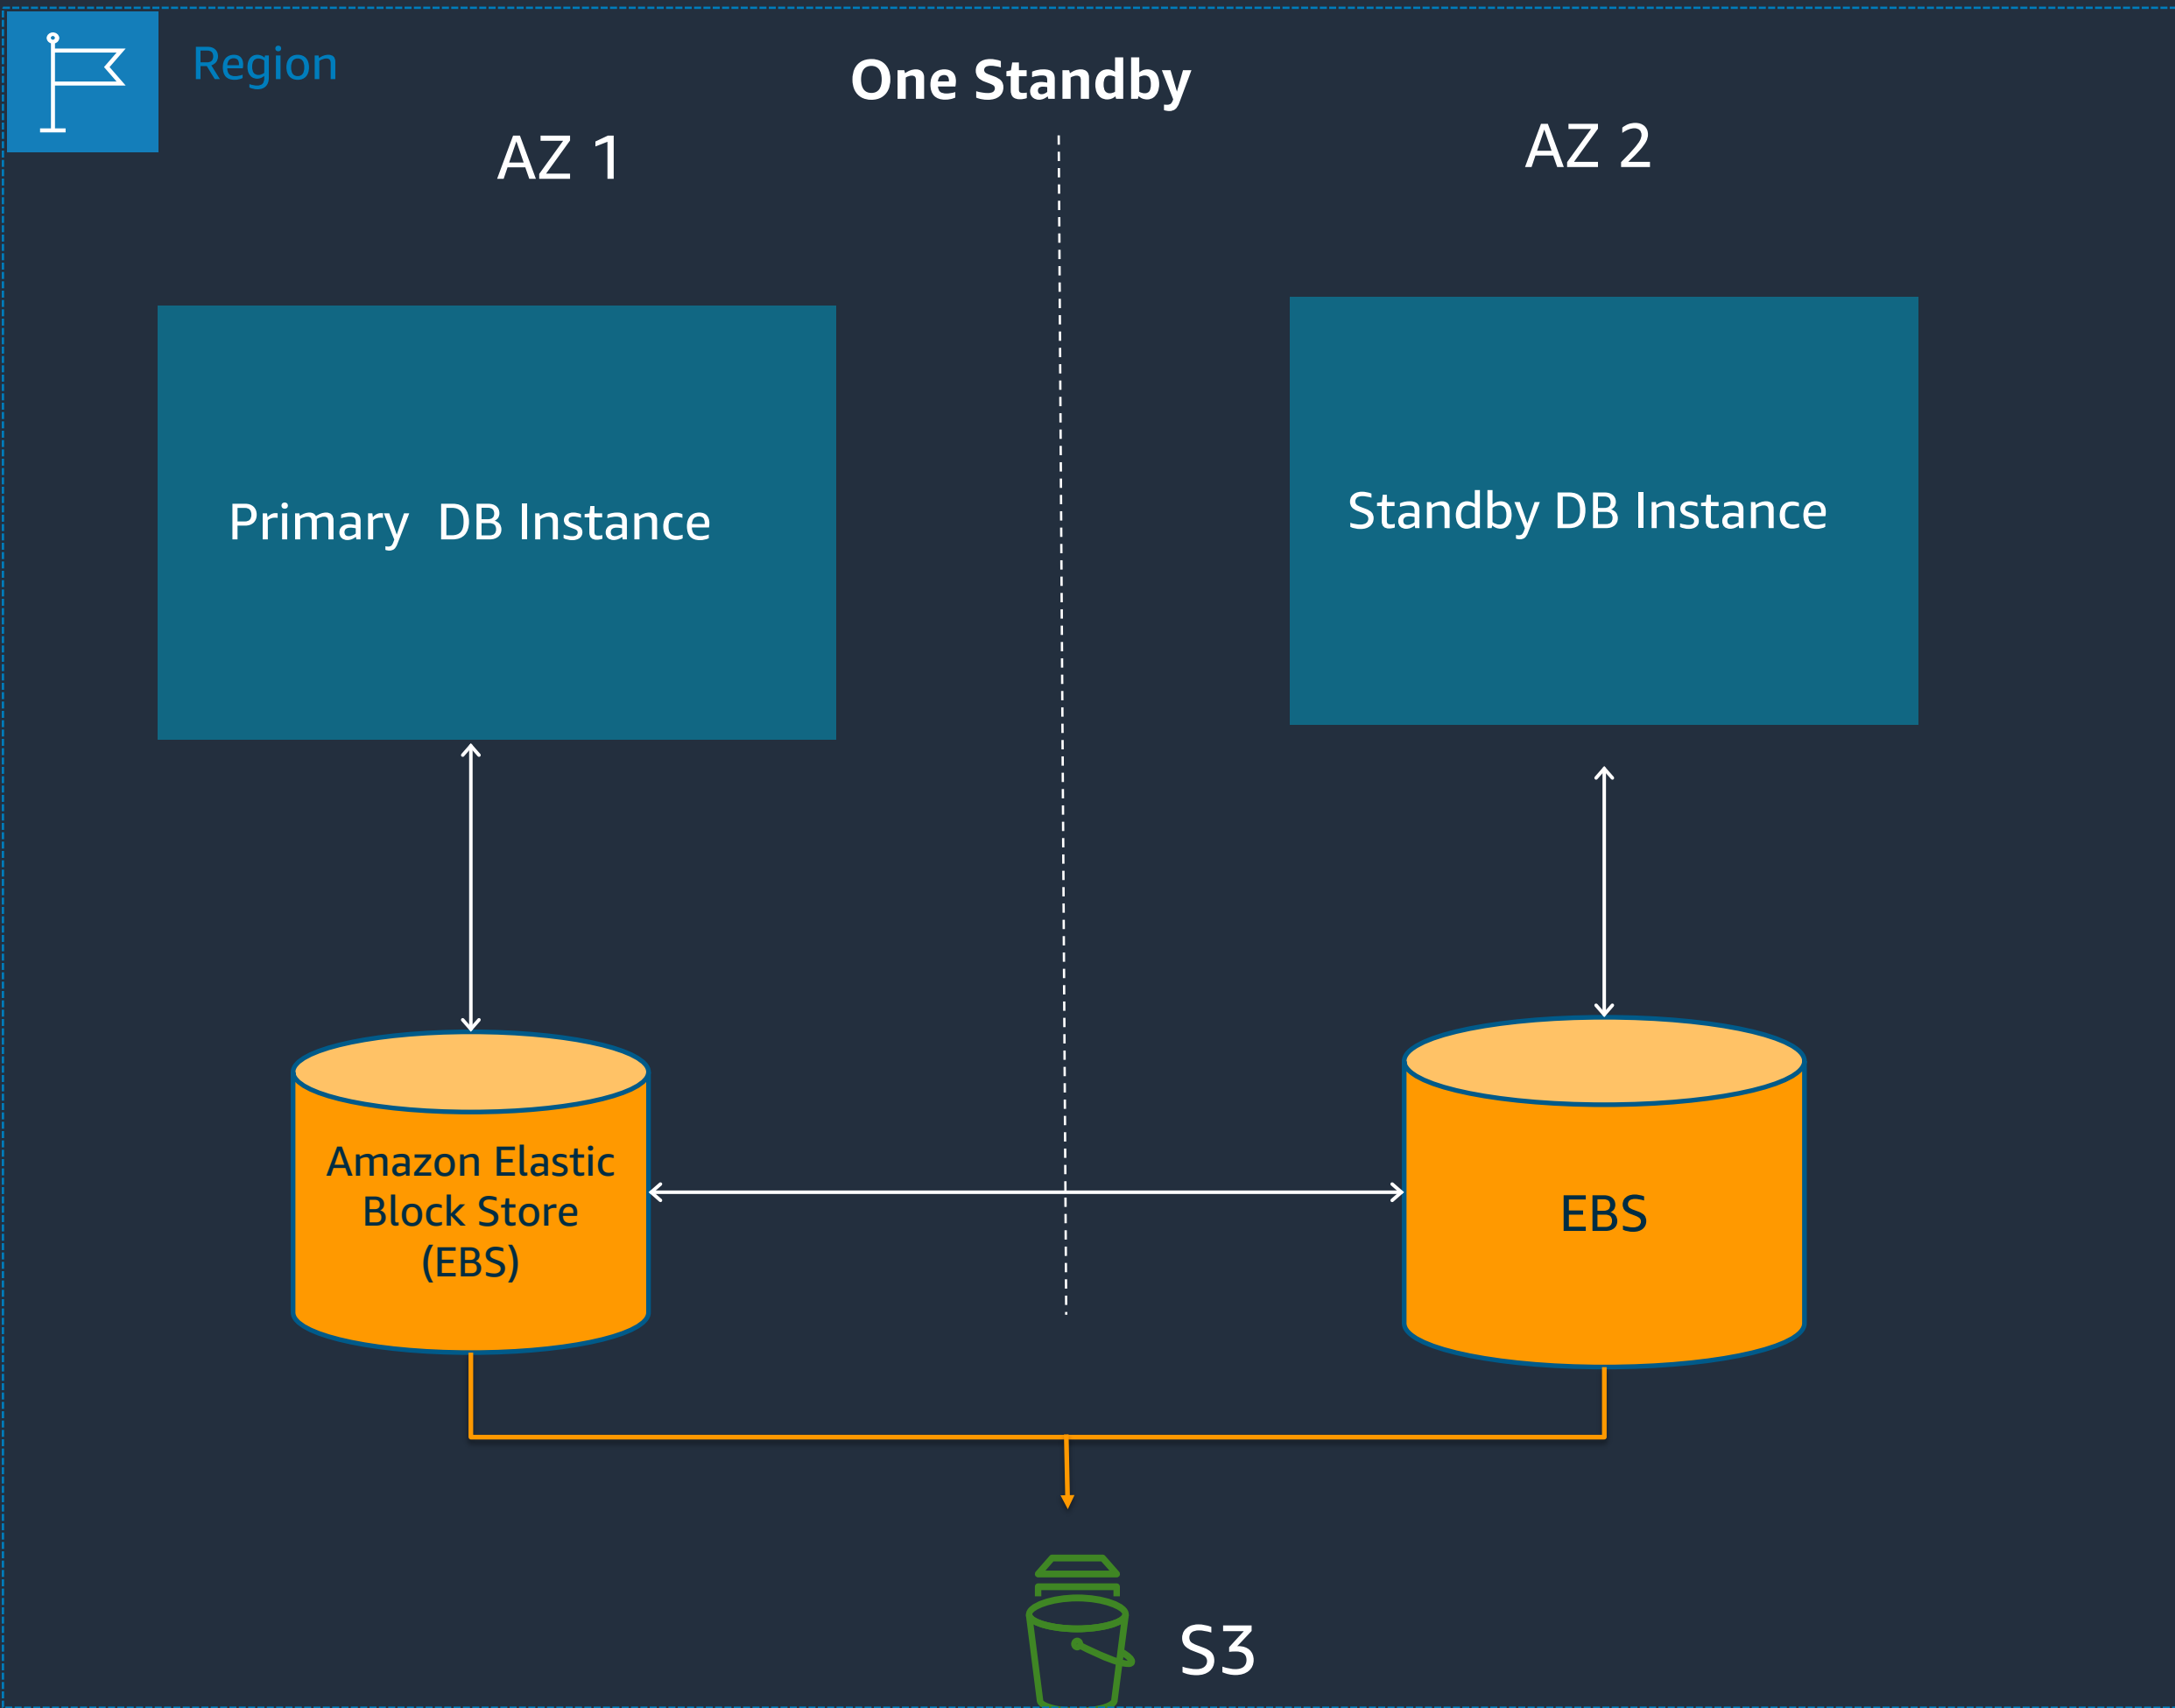 Region
One Standby
AZ 1
AZ 2
Primary DB Instance
Standby DB Instance
Amazon Elastic
Block Store
(EBS)
EBS
S3